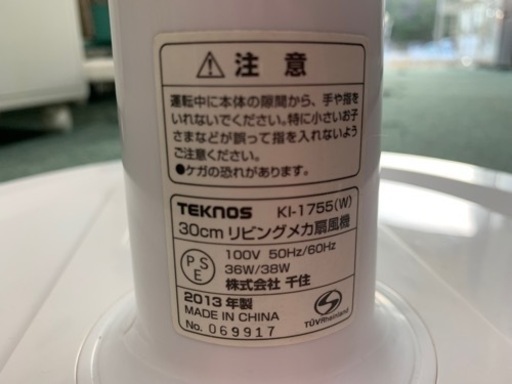 注意
運転中に本体の隙間から、手や指を
いれないでください。特に小さいお子
さまなどが誤って指を入れないよう
ご注意ください。
●ケガの恐れがあります。
TEKNOS KI-1755(W)
30cm リビングメカ扇風機
PSE
100V 50Hz/60Hz
36W/38W
株式会社 千住
2013年製
MADE IN CHINA
No. 069917
TÜVRheinland